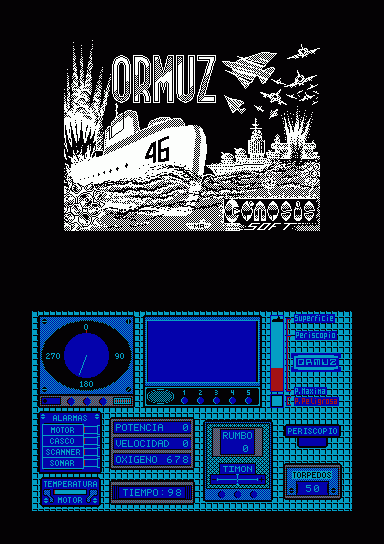 ORMUZ
46
Genesis
SOFT
Superficie
Periscopio
ORMUZ
P.Maxima
P.Peligrosa
0
270
90
180
1 2 3 4 5
ALARMAS
MOTOR
CASCO
SCANNER
SONAR
TEMPERATURA
MOTOR
POTENCIA 0
VELOCIDAD 0
OXIGENO 678
TIEMPO:98
RUMBO
0
TIMON
PERISCOPIO
TORPEDOS
50